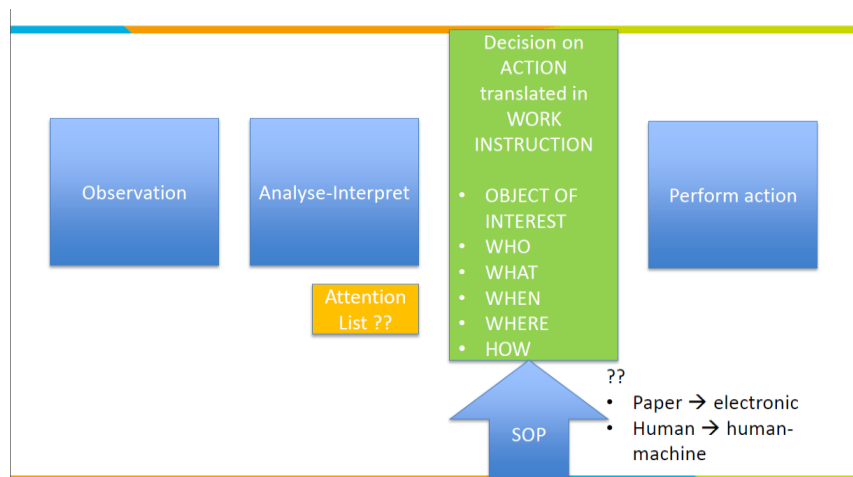 Observation
Analyse-Interpret
Attention
List ??
Decision on
ACTION
translated in
WORK
INSTRUCTION
• OBJECT OF
INTEREST
• WHO
• WHAT
• WHEN
• WHERE
• HOW
SOP
Perform action
??
• Paper → electronic
• Human → human-
machine